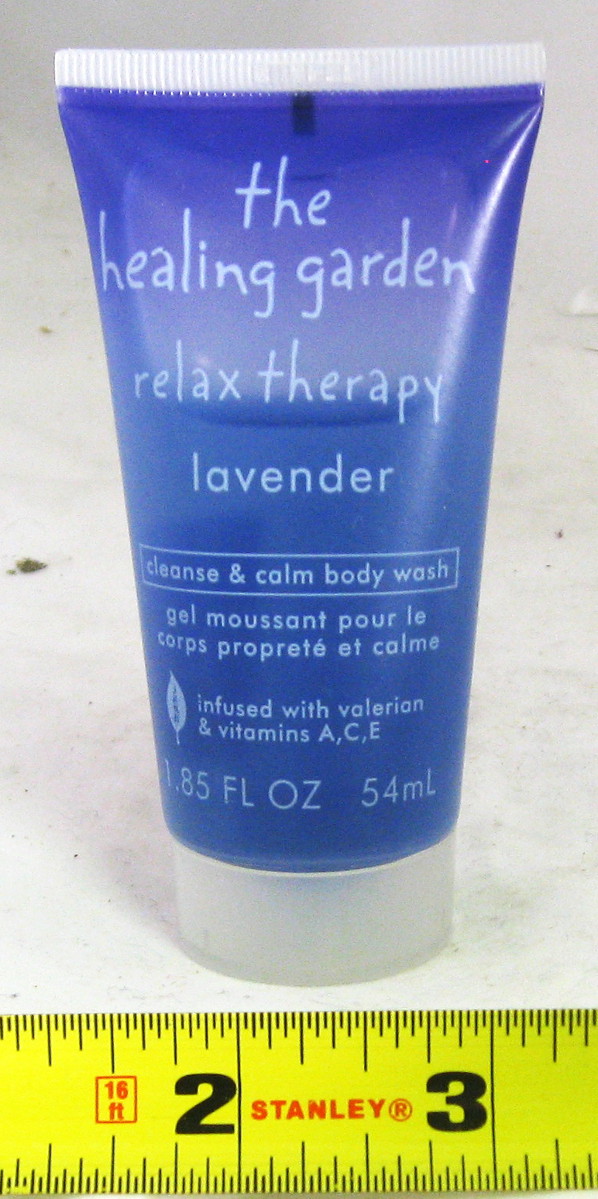 the
healing garden
relax therapy
lavender
cleanse & calm body wash
gel moussant pour le
corps propreté et calme
infused with valerian
& vitamins A,C,E
1.85 FL OZ 54mL
16
ft
2 STANLEY® 3